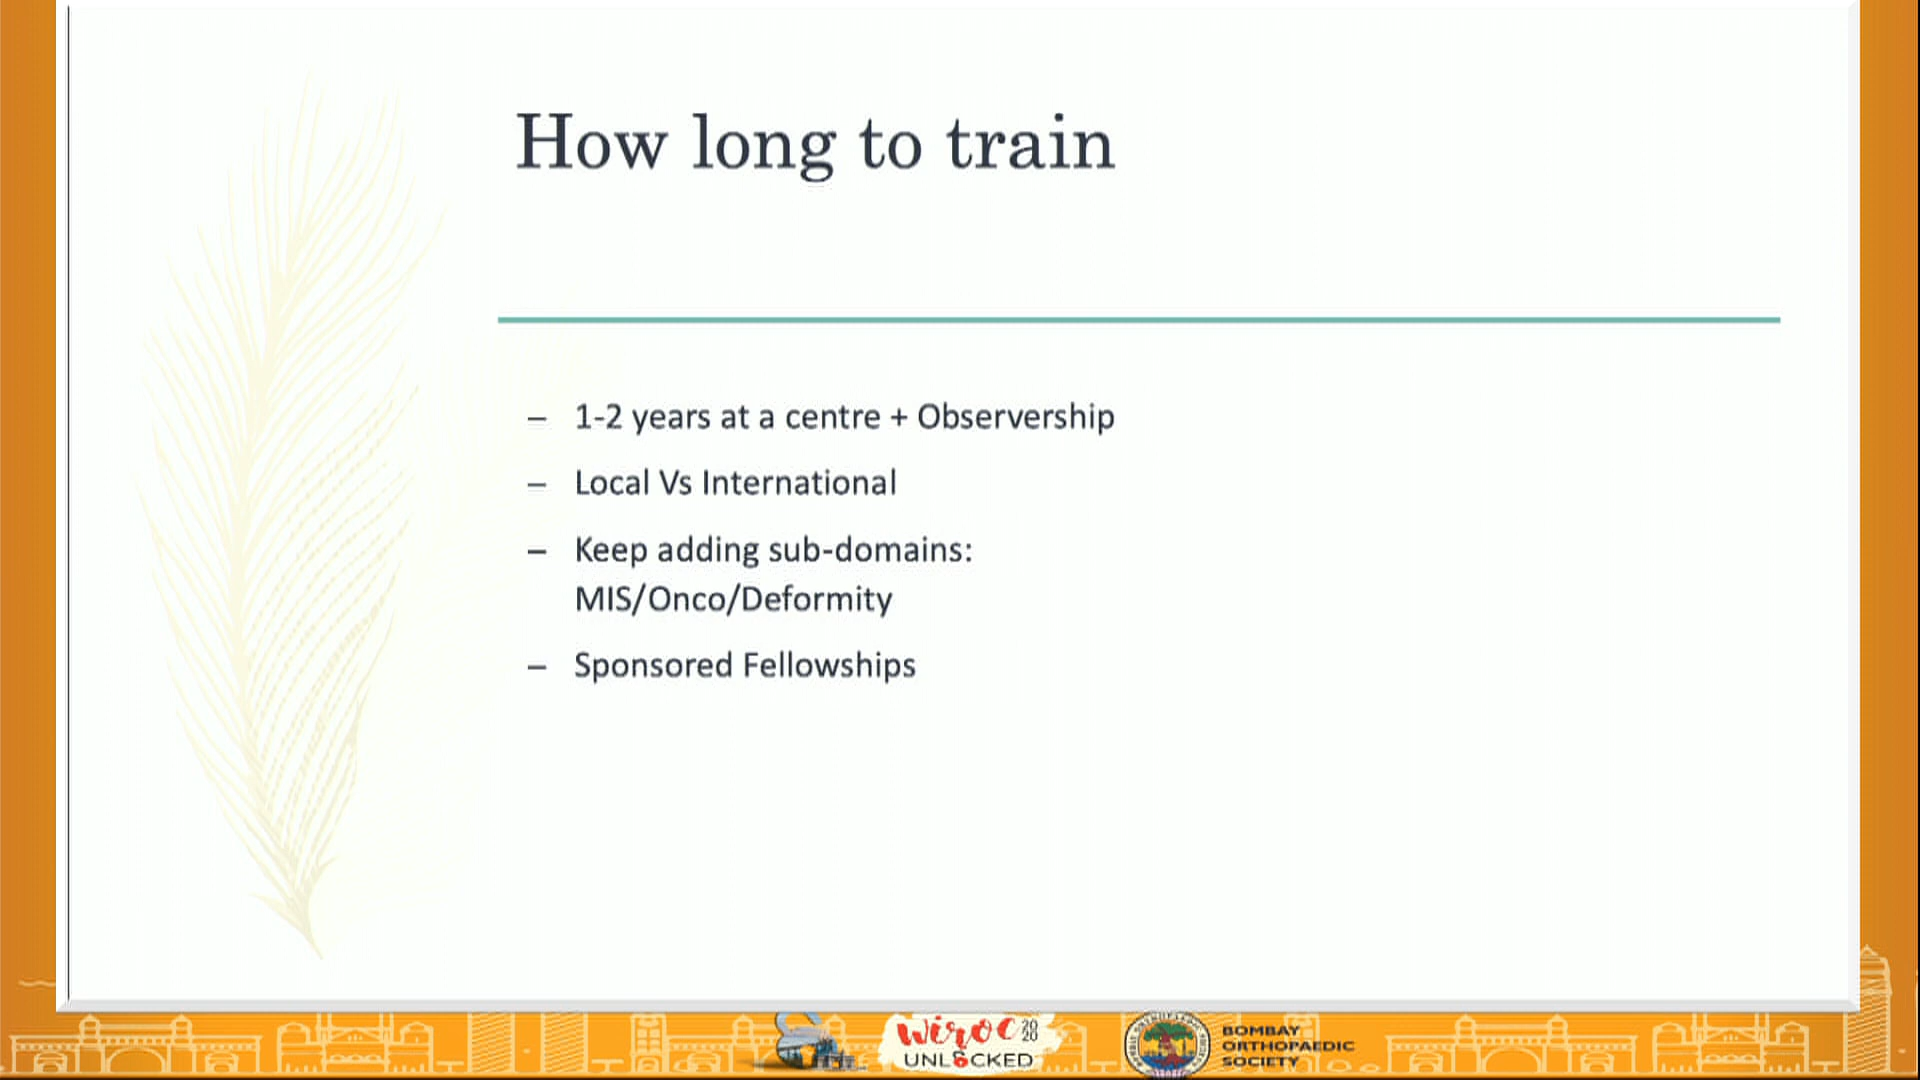 How long to train
– 1-2 years at a centre + Observership
– Local Vs International
– Keep adding sub-domains:
MIS/Onco/Deformity
– Sponsored Fellowships
WIROC
UNLOCKED
BOMBAY
ORTHOPAEDIC
SOCIETY